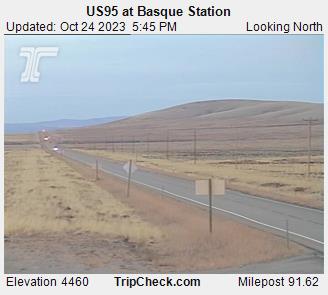 US95 at Basque Station
Updated: Oct 24 2023 5:45 PM Looking North
Elevation 4460 TripCheck.com Milepost 91.62